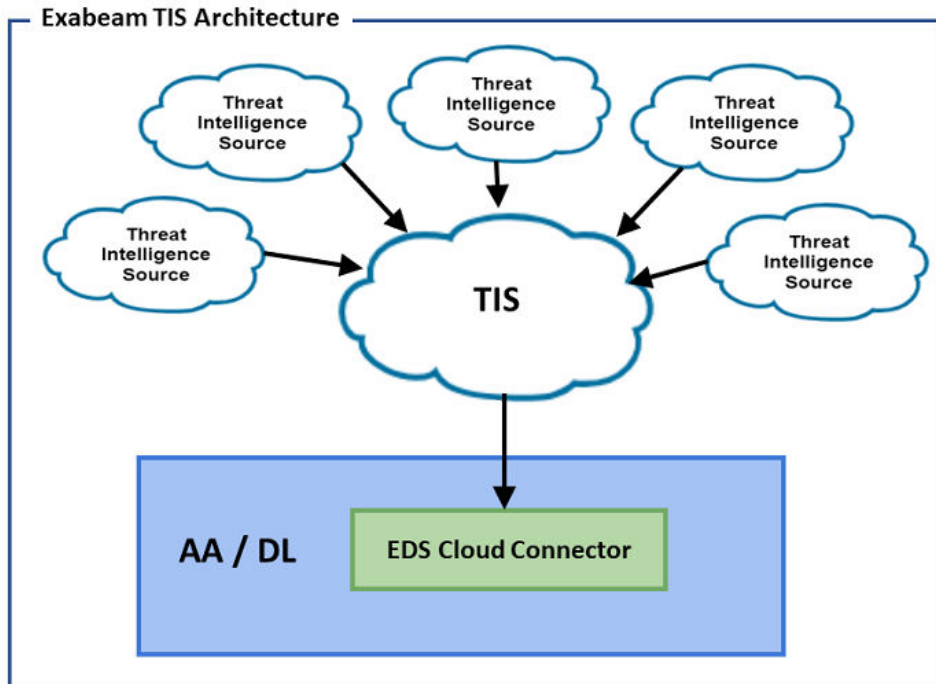 Exabeam TIS Architecture
Threat
Intelligence
Source
Threat
Intelligence
Source
Threat
Intelligence
Source
Threat
Intelligence
Source
Threat
Intelligence
Source
TIS
AA / DL
EDS Cloud Connector